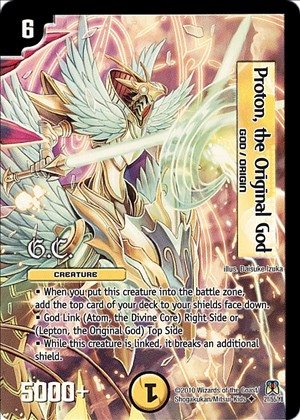 6
Proton, the Original God
GOD / ORIGIN
illus. Daisuke Izuka
G.C
CREATURE
▪ When you put this creature into the battle zone,
add the top card of your deck to your shields face down.
▪ God Link (Atom, the Divine Core) Right Side or
(Lepton, the Original God) Top Side
▪ While this creature is linked, it breaks an additional
shield.
5000+
1
©2010 Wizards of the Coast/
Shogakukan/Mitsui-Kids